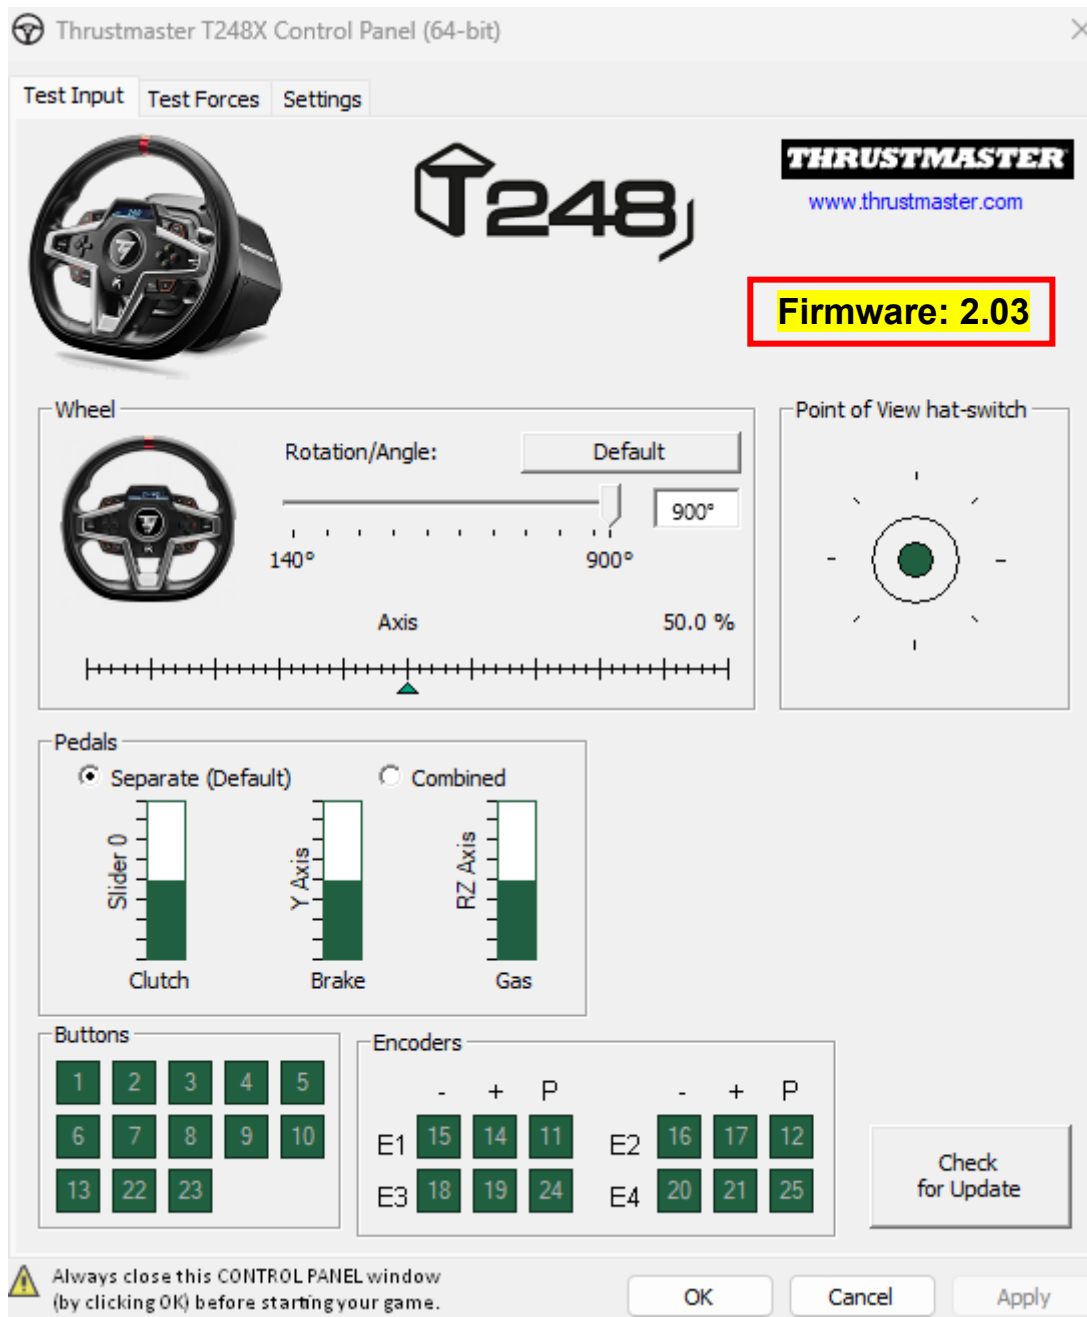 Thrustmaster T248X Control Panel (64-bit)
Test Input Test Forces Settings
T248
THRUSTMASTER
www.thrustmaster.com
Firmware: 2.03
Wheel
Rotation/Angle:
Default
900°
140° 900°
Axis 50.0 %
Point of View hat-switch
Pedals
Separate (Default) Combined
Slider 0
Y Axis
RZ Axis
Clutch Brake Gas
Buttons
1 2 3 4 5
6 7 8 9 10
13 22 23
Encoders
- + P - + P
E1 15 14 11 E2 16 17 12
E3 18 19 24 E4 20 21 25
Check
for Update
Always close this CONTROL PANEL window
(by clicking OK) before starting your game.
OK Cancel Apply